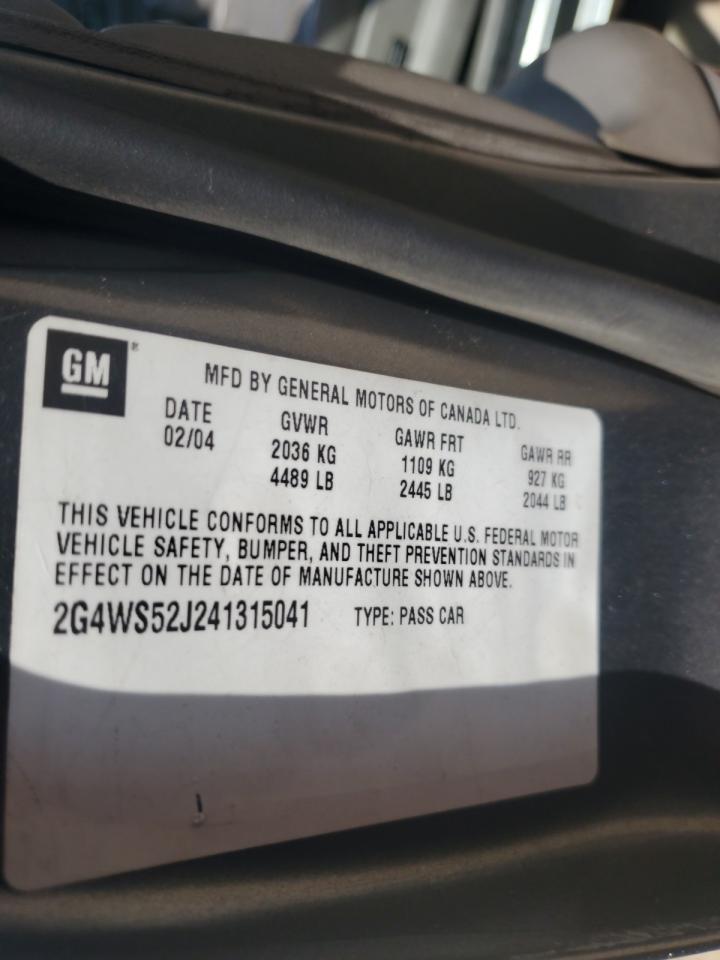 GM®
MFD BY GENERAL MOTORS OF CANADA LTD.
DATE GVWR GAWR FRT GAWR RR
02/04 2036 KG 1109 KG 927 KG
4489 LB 2445 LB 2044 LB
THIS VEHICLE CONFORMS TO ALL APPLICABLE U.S. FEDERAL MOTOR
VEHICLE SAFETY, BUMPER, AND THEFT PREVENTION STANDARDS IN
EFFECT ON THE DATE OF MANUFACTURE SHOWN ABOVE.
2G4WS52J241315041 TYPE: PASS CAR